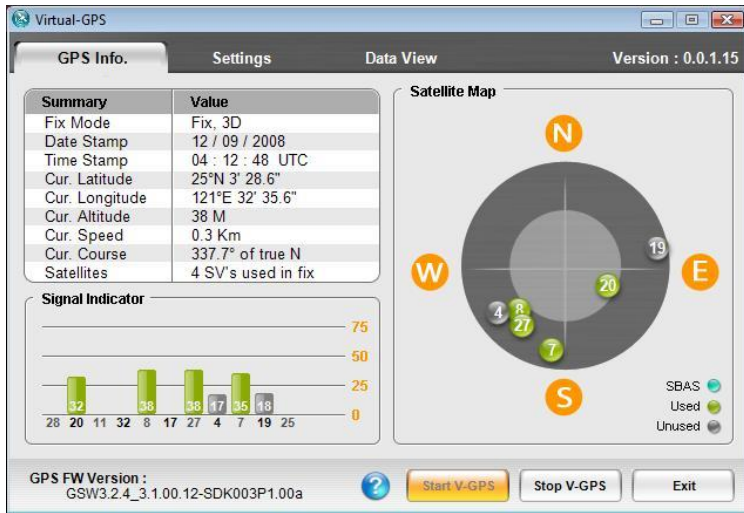 Virtual-GPS
GPS Info. Settings Data View Version : 0.0.1.15
Summary Value
Fix Mode Fix, 3D
Date Stamp 12 / 09 / 2008
Time Stamp 04 : 12 : 48 UTC
Cur. Latitude 25°N 3' 28.6"
Cur. Longitude 121°E 32' 35.6"
Cur. Altitude 38 M
Cur. Speed 0.3 Km
Cur. Course 337.7° of true N
Satellites 4 SV's used in fix
Signal Indicator
75
50
25
0
32 38 38 17 35 18
28 20 11 32 8 17 27 4 7 19 25
Satellite Map
N
19
W E
20
4 8
27
7
S
SBAS
Used
Unused
GPS FW Version :
GSW3.2.4_3.1.00.12-SDK003P1.00a
? Start V-GPS Stop V-GPS Exit